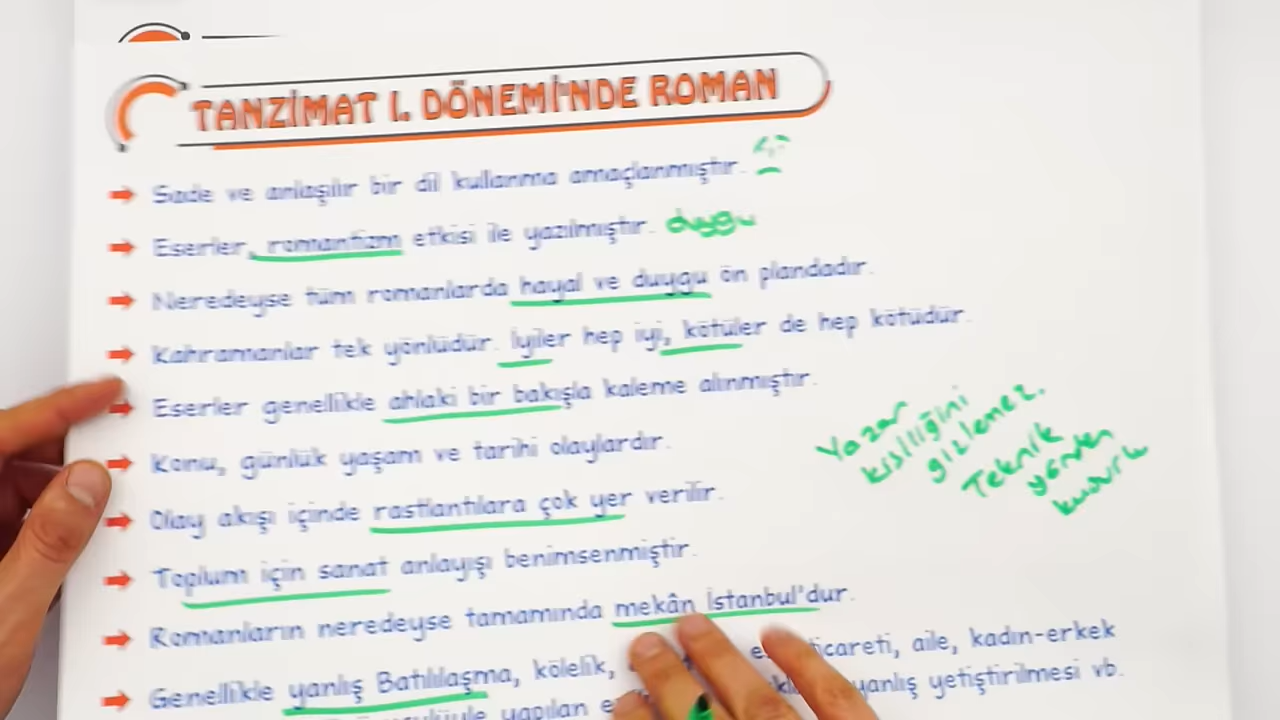 TANZİMAT I. DÖNEMİ'NDE ROMAN
Sade ve anlaşılır bir dil kullanma amaçlanmıştır.
Eserler, romantizm etkisi ile yazılmıştır. duygu
Neredeyse tüm romanlarda hayal ve duygu ön plandadır.
Kahramanlar tek yönlüdür. İyiler hep iyi, kötüler de hep kötüdür.
Eserler genellikle ahlaki bir bakışla kaleme alınmıştır.
Konu, günlük yaşam ve tarihi olaylardır.
Olay akışı içinde rastlantılara çok yer verilir.
Toplum için sanat anlayışı benimsenmiştir.
Romanların neredeyse tamamında mekân İstanbul'dur.
Genellikle yanlış Batılılaşma, kölelik, ticareti, aile, kadın-erkek
yapılan yanlış yetiştirilmesi vb.
Yazar
kişiliğini
gizlemez.
Teknik
yönden
kusurlu